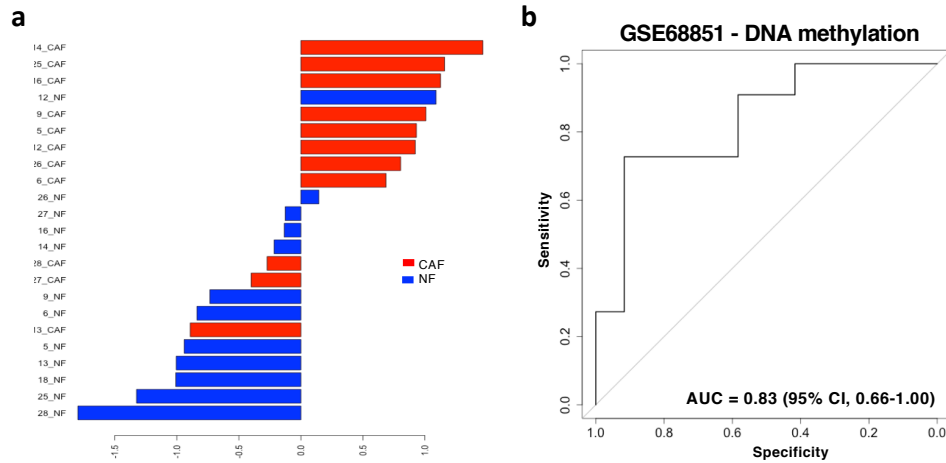 a
14_CAF
25_CAF
16_CAF
12_NF
9_CAF
5_CAF
12_CAF
26_CAF
6_CAF
26_NF
27_NF
16_NF
14_NF
28_CAF
27_CAF
9_NF
6_NF
13_CAF
5_NF
13_NF
18_NF
25_NF
28_NF
CAF
NF
-1.5 -1.0 -0.5 0.0 0.5 1.0
b
GSE68851 - DNA methylation
Sensitivity
1.0
0.8
0.6
0.4
0.2
0.0
AUC = 0.83 (95% CI, 0.66-1.00)
1.0 0.8 0.6 0.4 0.2 0.0
Specificity